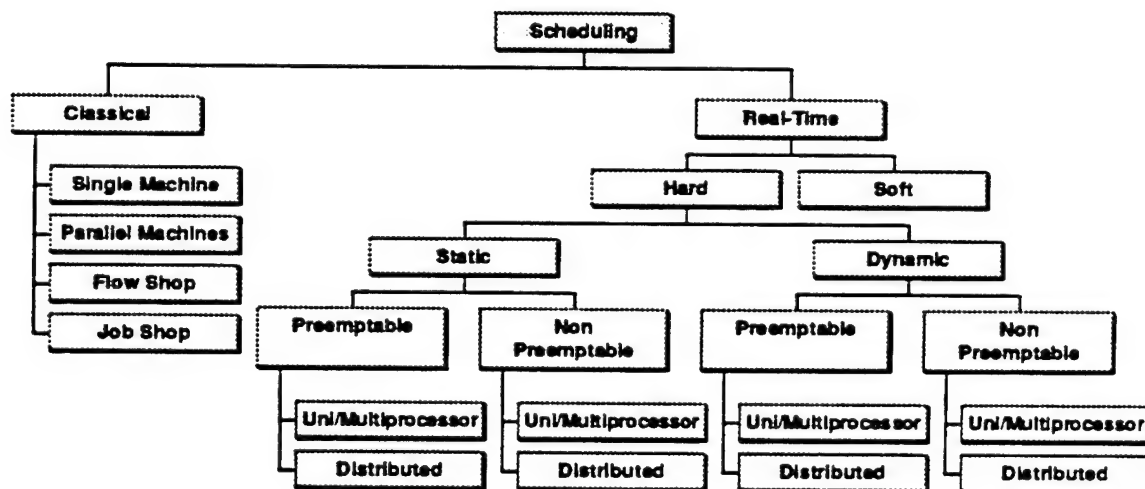 Scheduling
Classical
Real-Time
Single Machine
Hard
Soft
Parallel Machines
Static
Dynamic
Flow Shop
Job Shop
Preemptable
Non
Preemptable
Preemptable
Non
Preemptable
Uni/Multiprocessor
Uni/Multiprocessor
Uni/Multiprocessor
Uni/Multiprocessor
Distributed
Distributed
Distributed
Distributed